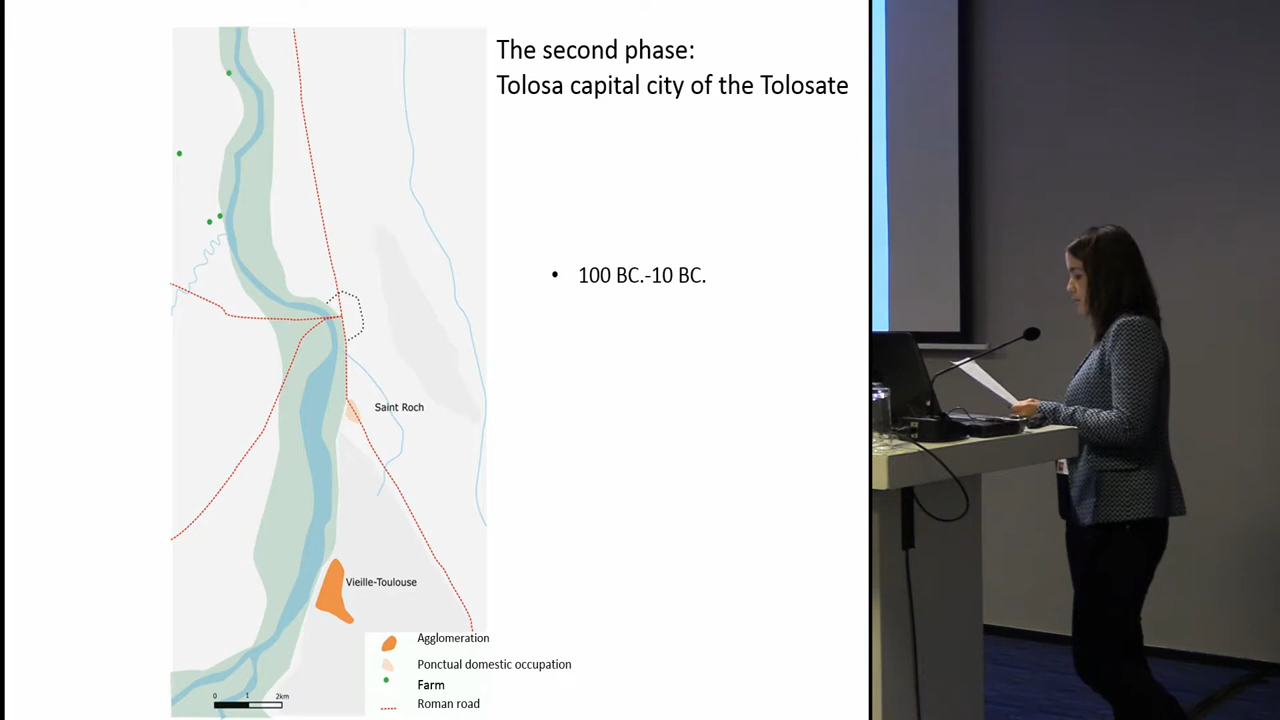 The second phase:
Tolosa capital city of the Tolosate
• 100 BC.-10 BC.
Saint Roch
Vieille-Toulouse
Agglomeration
Ponctual domestic occupation
Farm
Roman road
0 1 2km